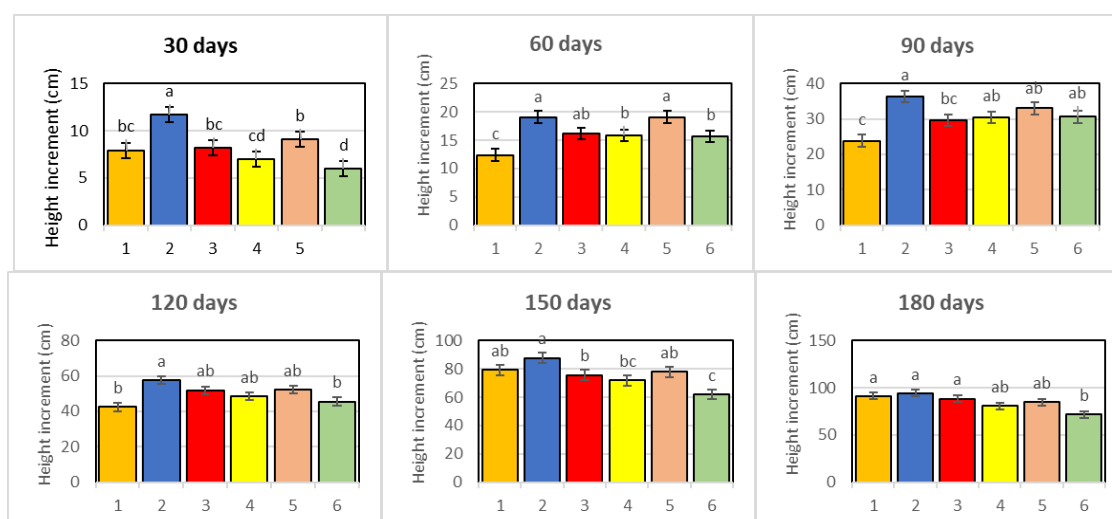 30 days
Height increment (cm)
15
10
5
0
bc a bc cd b d
1 2 3 4 5
60 days
Height increment (cm)
25
20
15
10
5
0
c a ab b a b
1 2 3 4 5 6
90 days
Height increment (cm)
40
30
20
10
0
c a bc ab ab ab
1 2 3 4 5 6
120 days
Height increment (cm)
80
60
40
20
0
b a ab ab ab b
1 2 3 4 5 6
150 days
Height increment (cm)
100
80
60
40
20
0
ab a b bc ab c
1 2 3 4 5 6
180 days
Height increment (cm)
150
100
50
0
a a a ab ab b
1 2 3 4 5 6